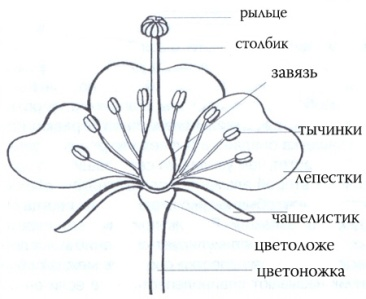 рыльце
столбик
завязь
тычинки
лепестки
чашелистик
цветоложе
цветоножка